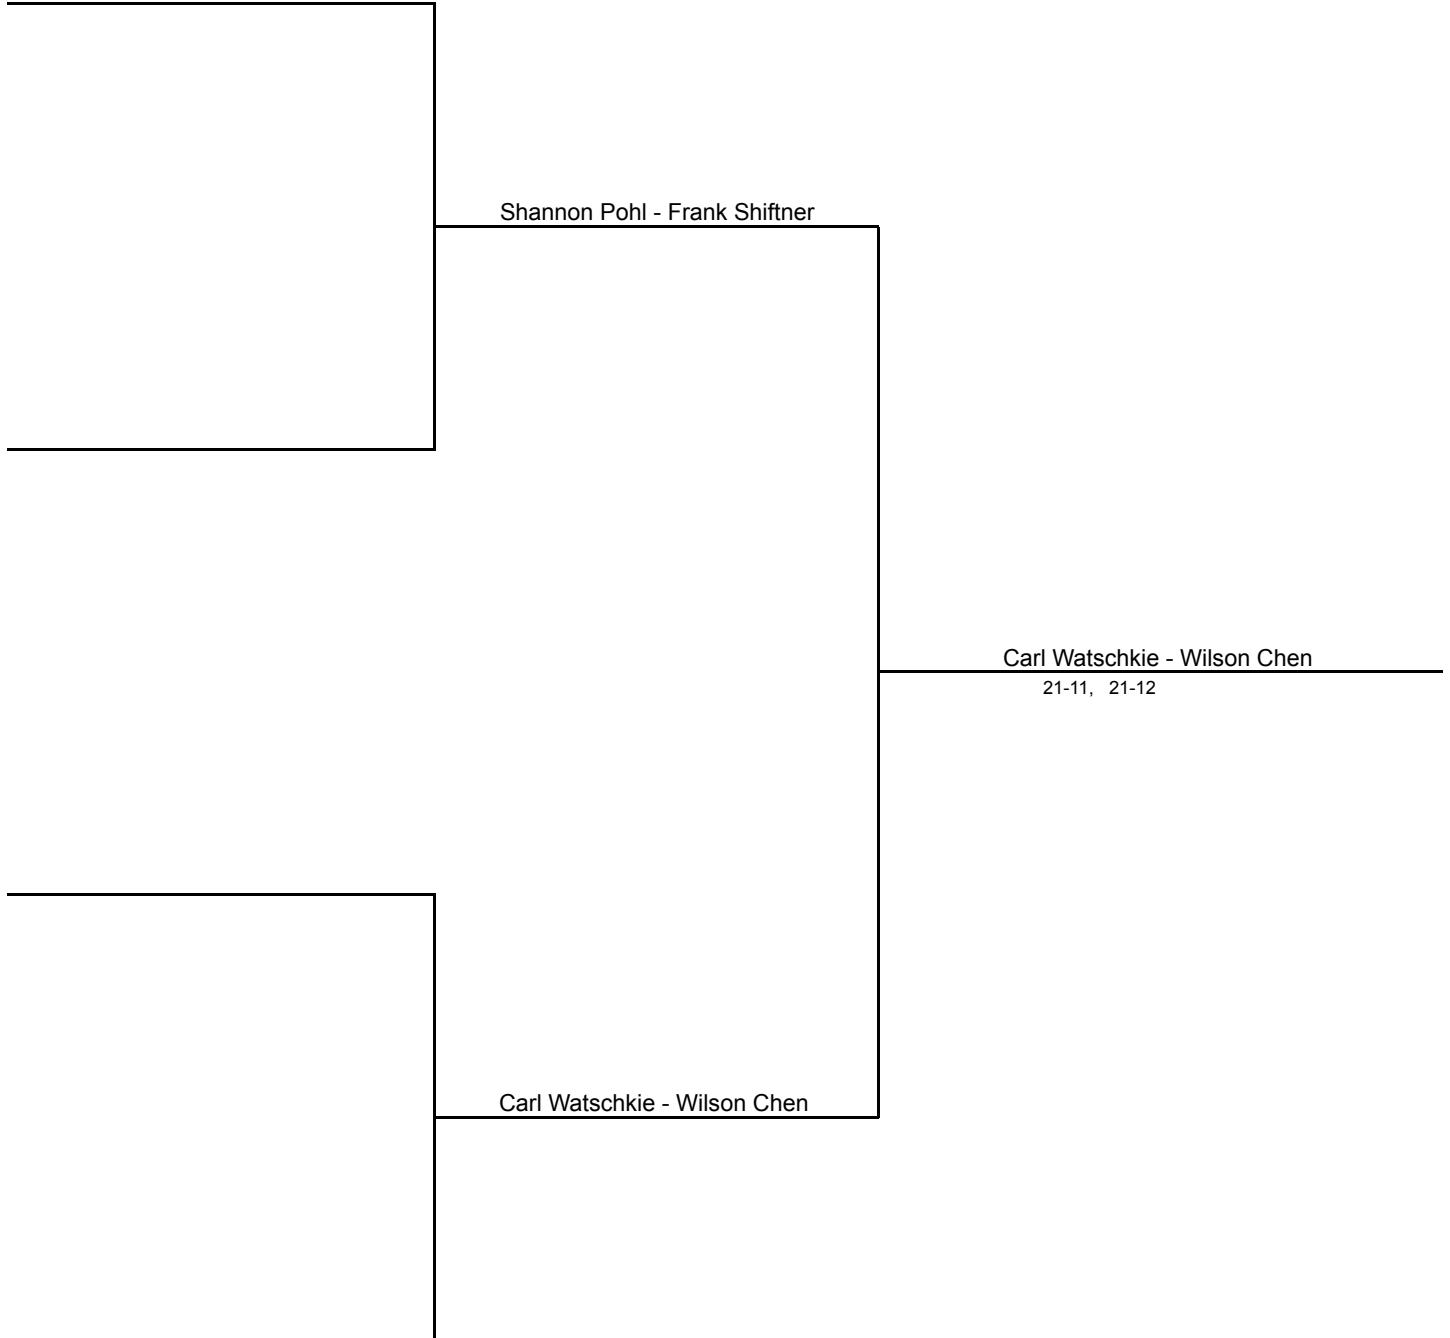 Shannon Pohl - Frank Shiftner
Carl Watschkie - Wilson Chen
21-11, 21-12
Carl Watschkie - Wilson Chen